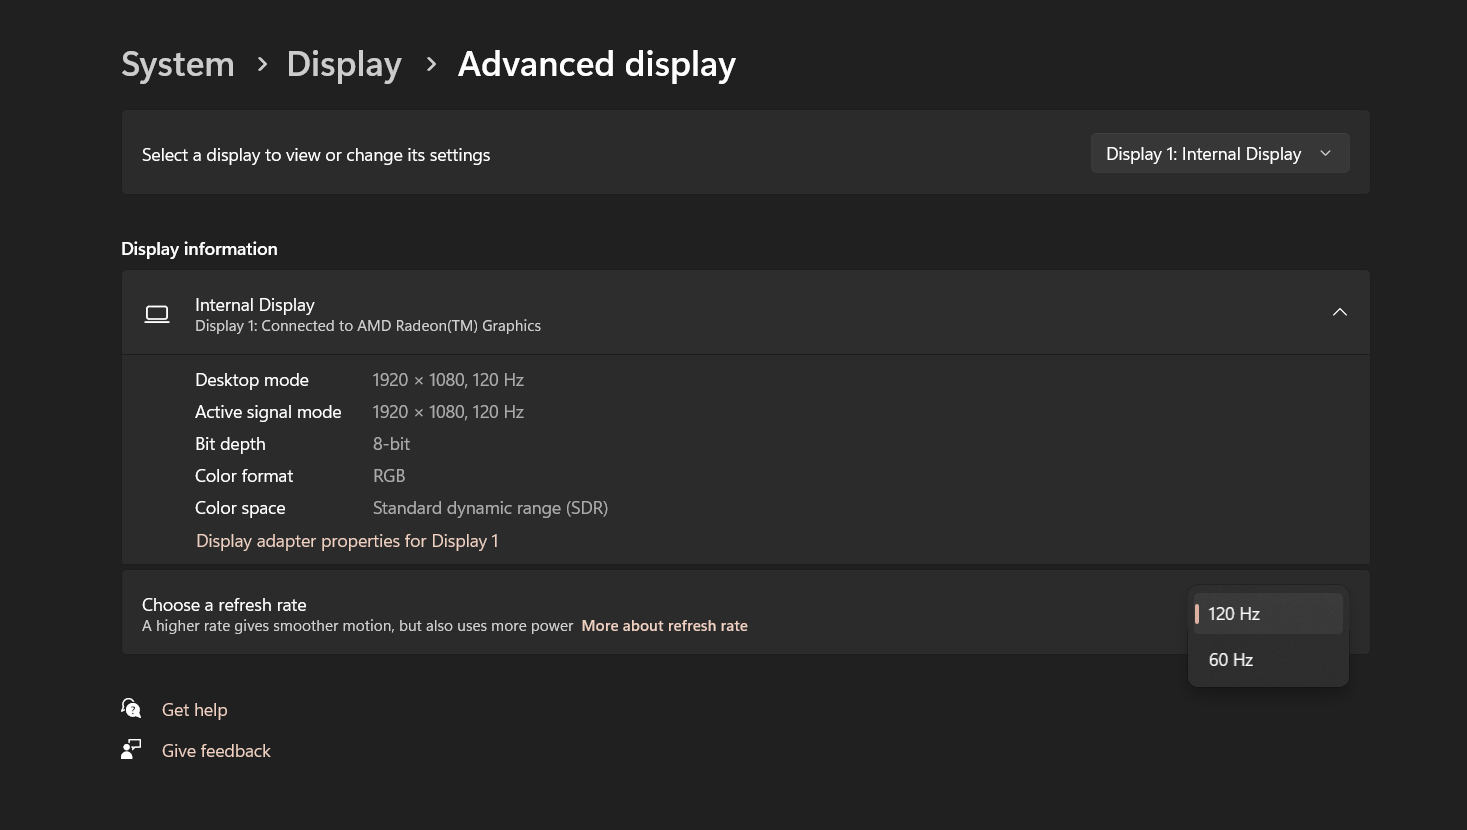 System > Display > Advanced display
Select a display to view or change its settings
Display 1: Internal Display
Display information
Internal Display
Display 1: Connected to AMD Radeon(TM) Graphics
Desktop mode 1920 × 1080, 120 Hz
Active signal mode 1920 × 1080, 120 Hz
Bit depth 8-bit
Color format RGB
Color space Standard dynamic range (SDR)
Display adapter properties for Display 1
Choose a refresh rate
A higher rate gives smoother motion, but also uses more power More about refresh rate
120 Hz
60 Hz
Get help
Give feedback